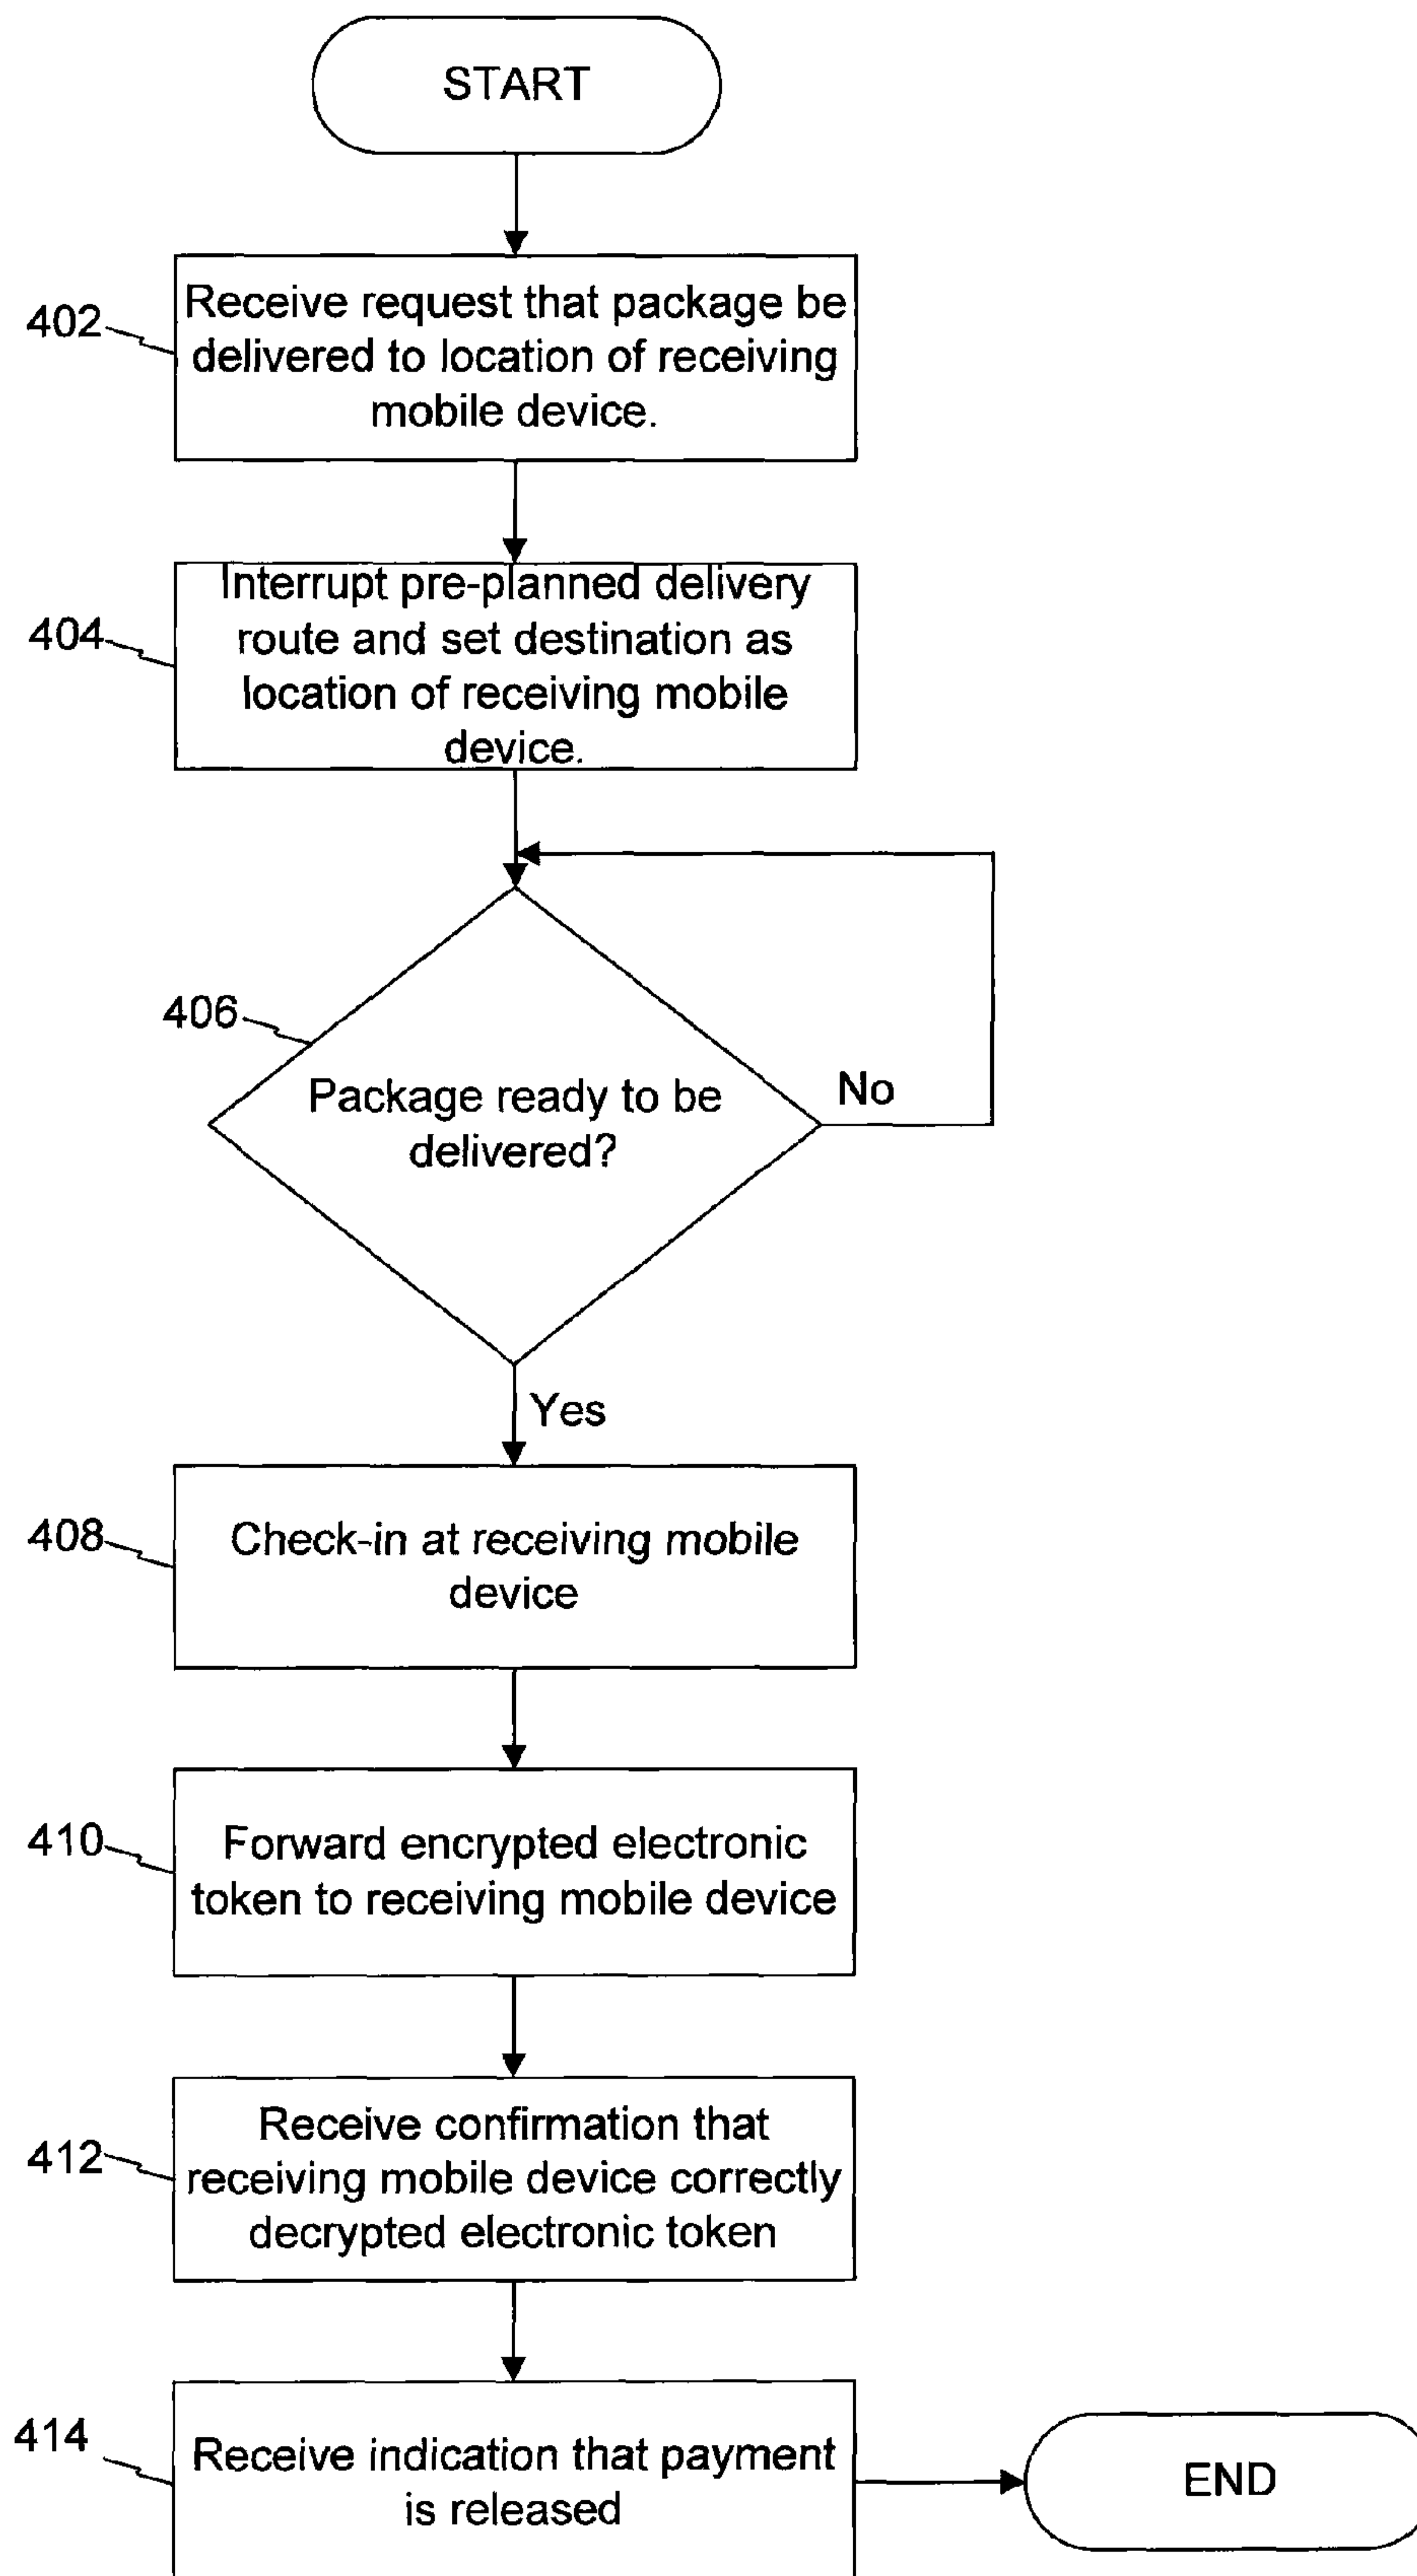 START
402
Receive request that package be
delivered to location of receiving
mobile device.
404
Interrupt pre-planned delivery
route and set destination as
location of receiving mobile
device.
406
Package ready to be
delivered?
No
Yes
408
Check-in at receiving mobile
device
410
Forward encrypted electronic
token to receiving mobile device
412
Receive confirmation that
receiving mobile device correctly
decrypted electronic token
414
Receive indication that payment
is released
END